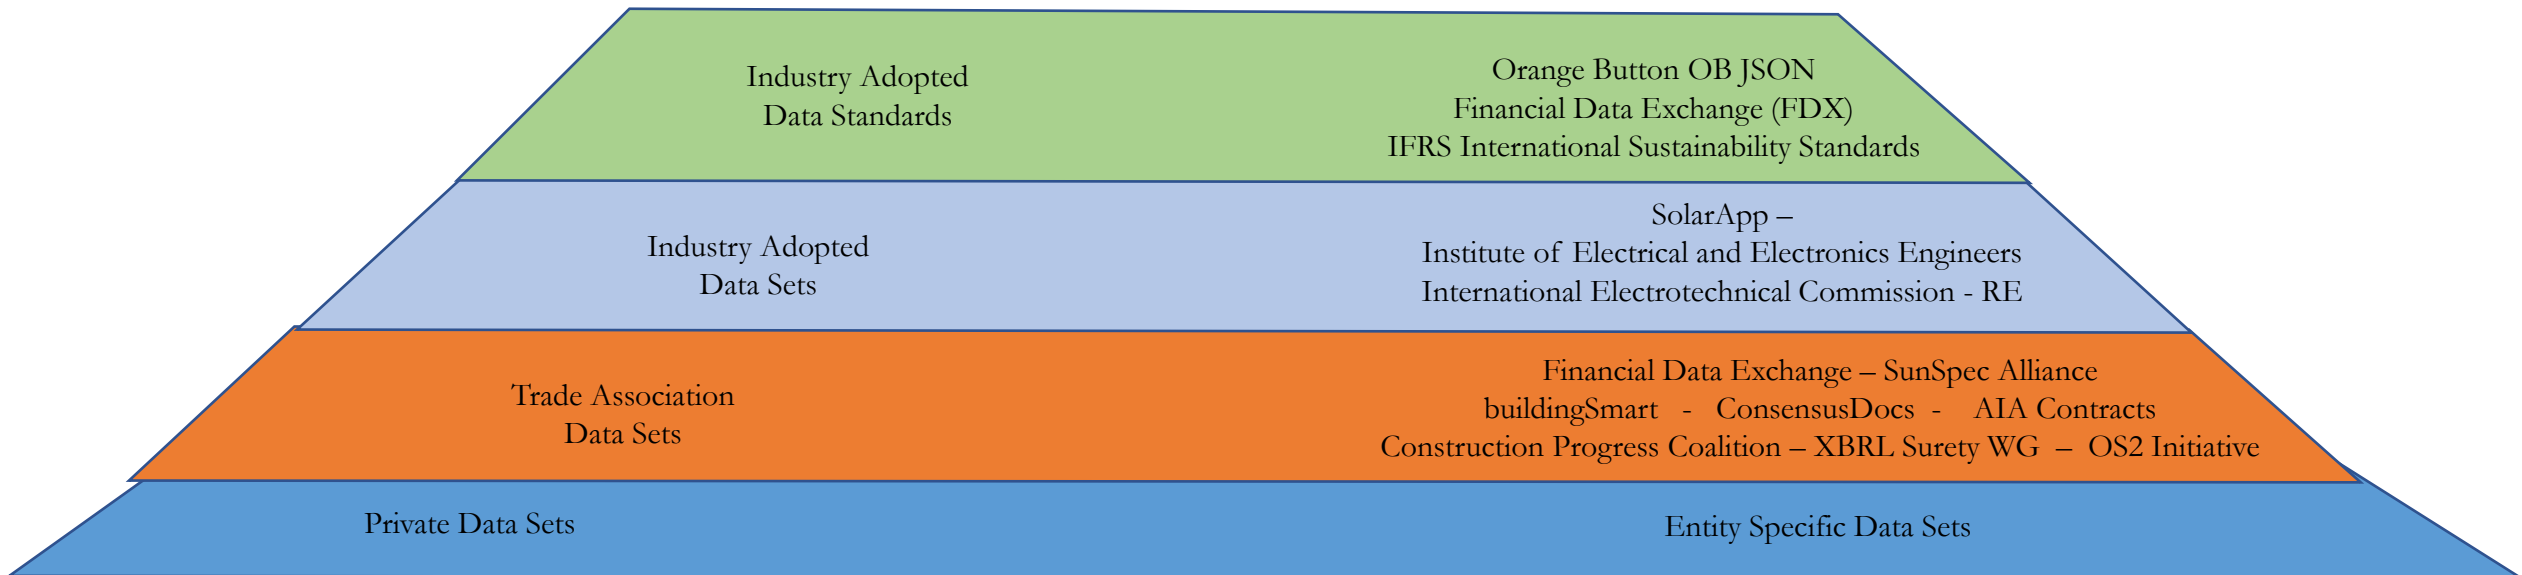 Industry Adopted
Data Standards
Orange Button OB JSON
Financial Data Exchange (FDX)
IFRS International Sustainability Standards
Industry Adopted
Data Sets
SolarApp –
Institute of Electrical and Electronics Engineers
International Electrotechnical Commission - RE
Trade Association
Data Sets
Financial Data Exchange – SunSpec Alliance
buildingSmart - ConsensusDocs - AIA Contracts
Construction Progress Coalition – XBRL Surety WG – OS2 Initiative
Private Data Sets
Entity Specific Data Sets